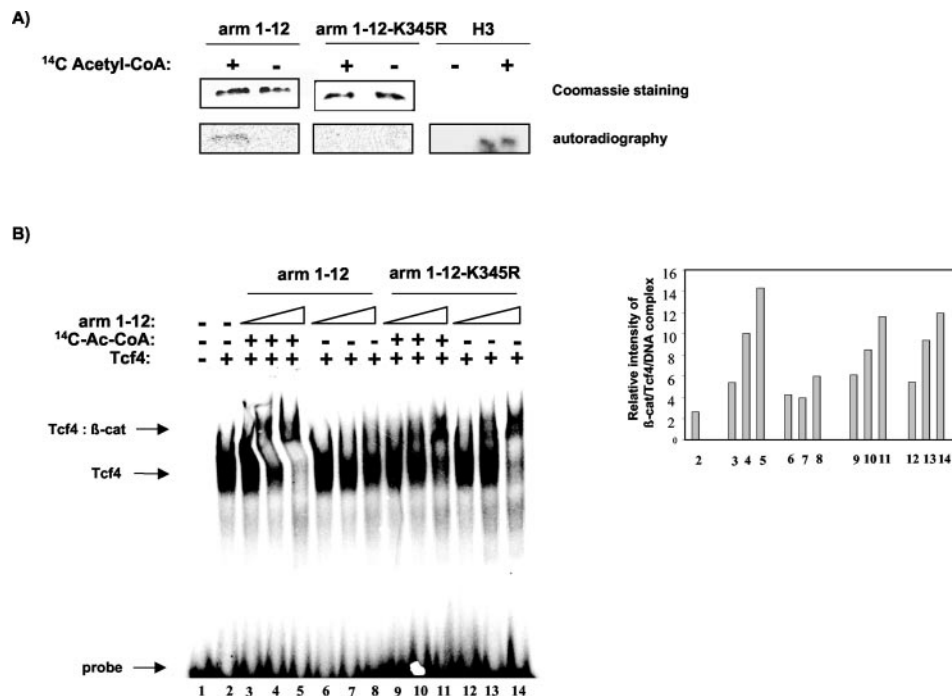 A)
arm 1-12 arm 1-12-K345R H3
14C Acetyl-CoA: + - + - - +
Coomassie staining
autoradiography
B)
arm 1-12 arm 1-12-K345R
arm 1-12: - -
14C-Ac-CoA: - - + + + - - - + + + - - -
Tcf4: - + + + + + + + + + + + + +
Tcf4 : ß-cat
Tcf4
probe
1 2 3 4 5 6 7 8 9 10 11 12 13 14
Relative intensity of
ß-cat/Tcf4/DNA complex
16
14
12
10
8
6
4
2
0
2 3 4 5 6 7 8 9 10 11 12 13 14